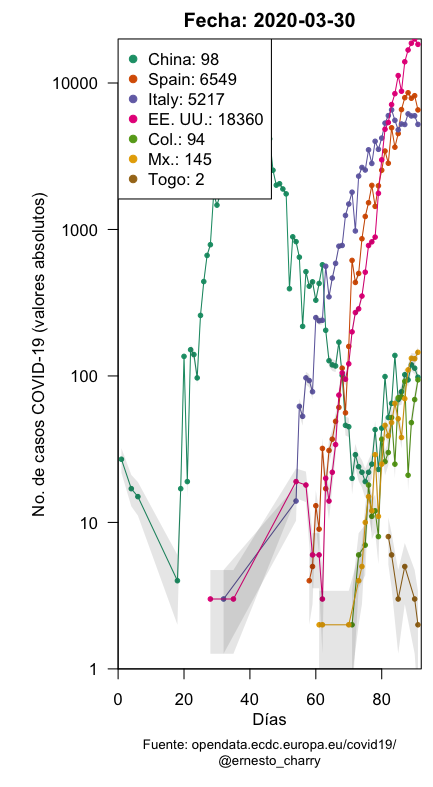 Fecha: 2020-03-30
China: 98
Spain: 6549
Italy: 5217
EE. UU.: 18360
Col.: 94
Mx.: 145
Togo: 2
No. de casos COVID-19 (valores absolutos)
10000
1000
100
10
1
0 20 40 60 80
Días
Fuente: opendata.ecdc.europa.eu/covid19/
@ernesto_charry